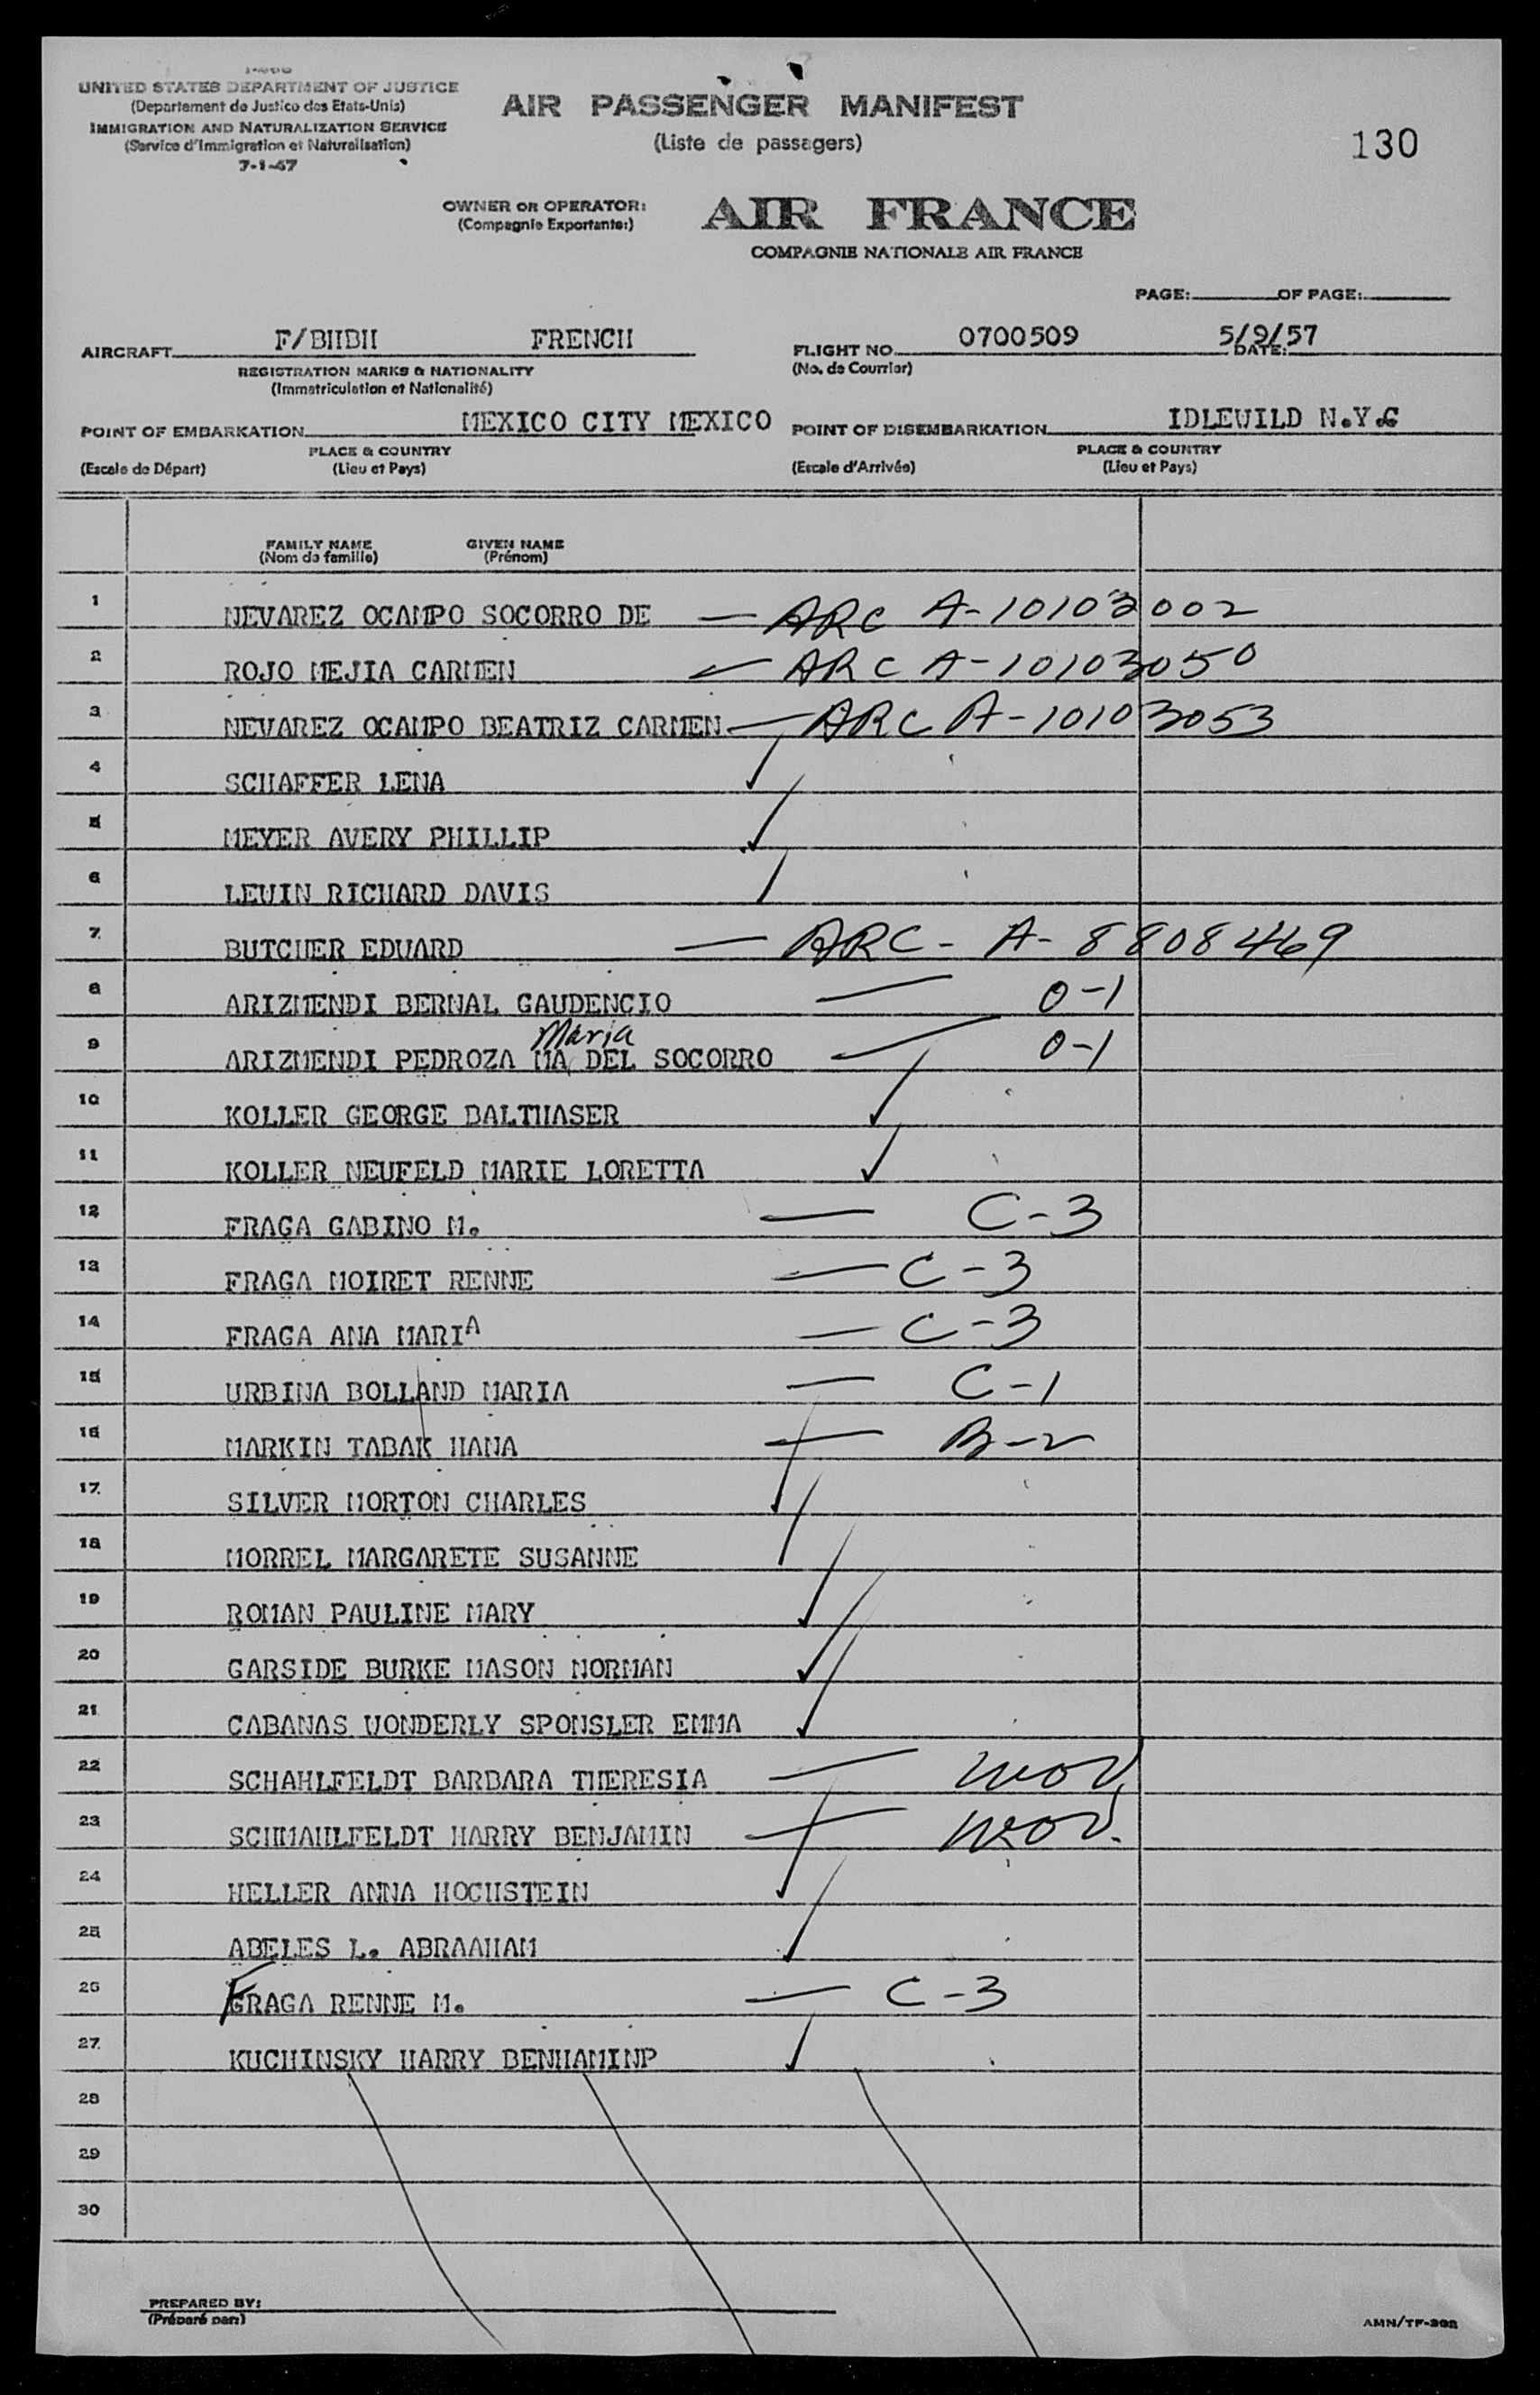 UNITED STATES DEPARTMENT OF JUSTICE
(Departement de Justice des Etats-Unis)
IMMIGRATION AND NATURALIZATION SERVICE
(Service d'Immigration et Naturalisation)
7-1-47
AIR PASSENGER MANIFEST
(Liste de passagers)
130
OWNER OR OPERATOR:
(Compagnie Exportante:)
AIR FRANCE
COMPAGNIE NATIONALE AIR FRANCE
PAGE: OF PAGE:
AIRCRAFT F/BHBH FRENCH
REGISTRATION MARKS & NATIONALITY
(Immatriculation et Nationalité)
FLIGHT NO. 0700509 DATE: 5/9/57
(No. de Courrier)
POINT OF EMBARKATION MEXICO CITY MEXICO
PLACE & COUNTRY
(Escale de Départ) (Lieu et Pays)
POINT OF DISEMBARKATION IDLEWILD N.Y.C
PLACE & COUNTRY
(Escale d'Arrivée) (Lieu et Pays)
FAMILY NAME GIVEN NAME
(Nom de famille) (Prénom)
1 NEVAREZ OCAMPO SOCORRO DE — ARC A-10103002
2 ROJO MEJIA CARMEN — ARC A-10103050
3 NEVAREZ OCAMPO BEATRIZ CARMEN — ARC A-10103053
4 SCHAFFER LENA
5 MEYER AVERY PHILLIP
6 LEWIN RICHARD DAVIS
7 BUTCHER EDUARD — ARC - A-8808469
8 ARIZMENDI BERNAL GAUDENCIO — O-1
Maria
9 ARIZMENDI PEDROZA MA DEL SOCORRO — O-1
10 KOLLER GEORGE BALTHASER
11 KOLLER NEUFELD MARIE LORETTA
12 FRAGA GABINO M. — C-3
13 FRAGA MOIRET RENNE — C-3
14 FRAGA ANA MARIA — C-3
15 URBINA BOLLAND MARIA — C-1
16 MARKIN TABAK HANA — B-2
17 SILVER MORTON CHARLES
18 MORREL MARGARETE SUSANNE
19 ROMAN PAULINE MARY
20 GARSIDE BURKE MASON NORMAN
21 CABANAS WONDERLY SPONSLER EMMA
22 SCHAHLFELDT BARBARA THERESIA —
23 SCHMAHLFELDT HARRY BENJAMIN —
24 HELLER ANNA HOCHSTEIN
25 ABELES L. ABRAAHAM
26 FRAGA RENNE M. — C-3
27 KUCHINSKY HARRY BENHAMINP
28
29
30
PREPARED BY:
(Préparé par:)
AMN/TF-302